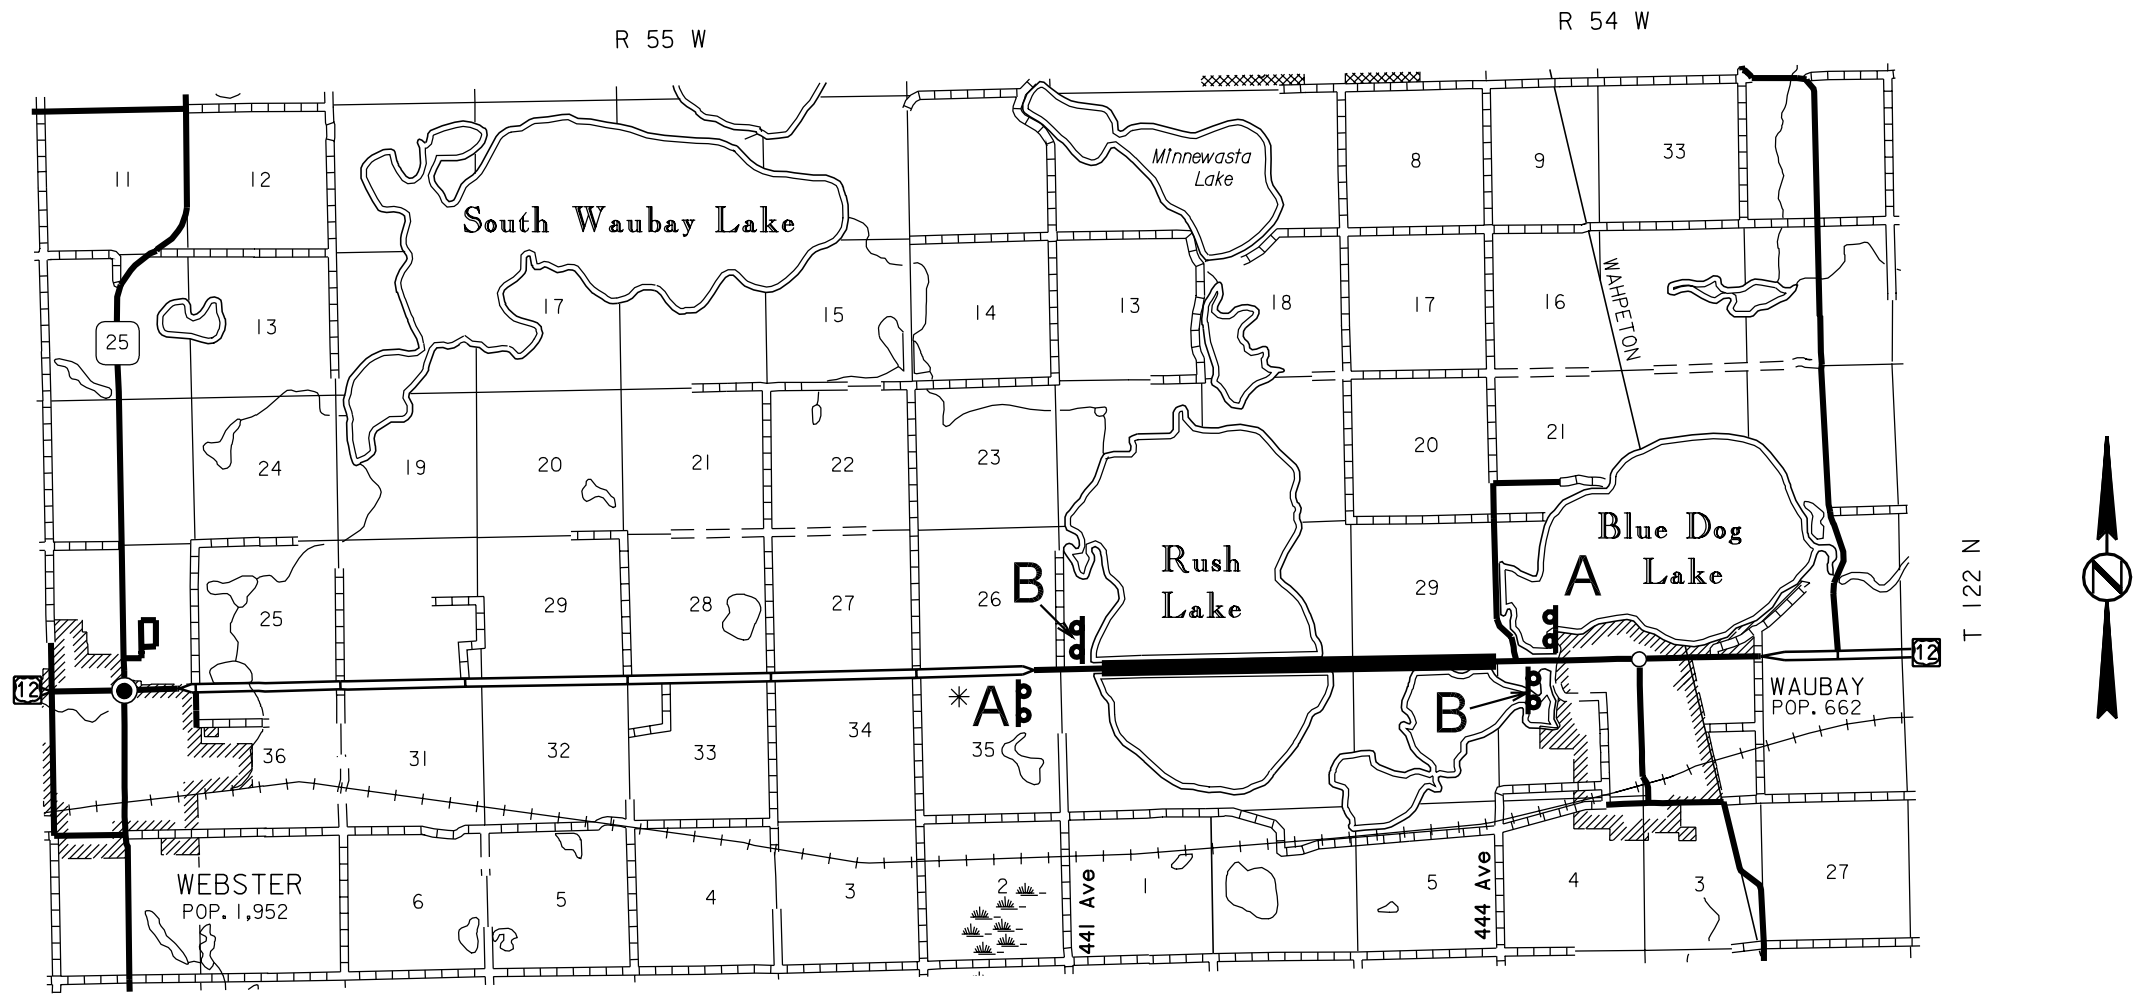 R 55 W
R 54 W
11
12
8
9
33
Minnewasta
Lake
South Waubay Lake
25
13
17
15
14
13
18
17
16
WAHPETON
24
19
20
21
22
23
20
21
Blue Dog
Lake
Rush
Lake
25
29
28
27
26
B
29
A
T 122 N
N
12
12
36
31
32
33
34
* A
35
B
WAUBAY
POP. 662
WEBSTER
POP. 1,952
6
5
4
3
2
441 Ave
1
5
444 Ave
4
3
27